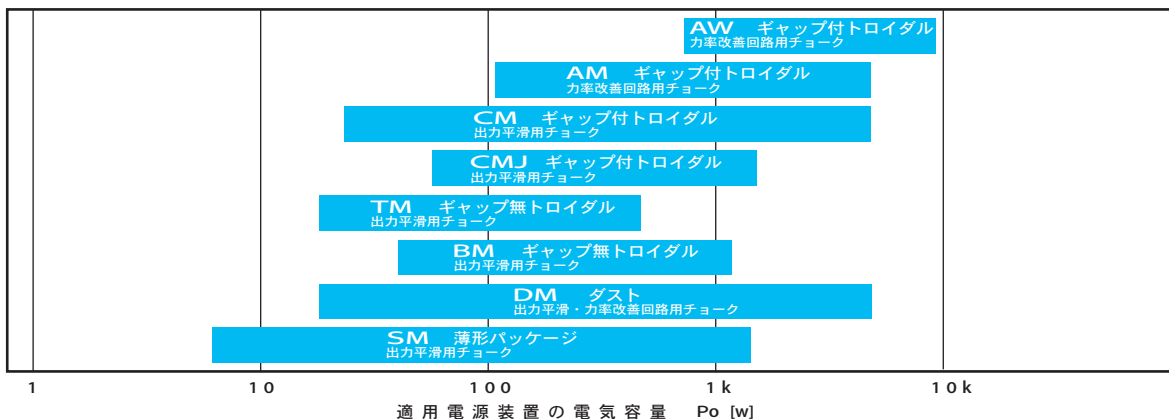 AW ギャップ付トロイダル
力率改善回路用チョーク
AM ギャップ付トロイダル
力率改善回路用チョーク
CM ギャップ付トロイダル
出力平滑用チョーク
CMJ ギャップ付トロイダル
出力平滑用チョーク
TM ギャップ無トロイダル
出力平滑用チョーク
BM ギャップ無トロイダル
出力平滑用チョーク
DM ダスト
出力平滑・力率改善回路用チョーク
SM 薄形パッケージ
出力平滑用チョーク
1 10 100 1k 10k
適用電源装置の電気容量 Po [w]